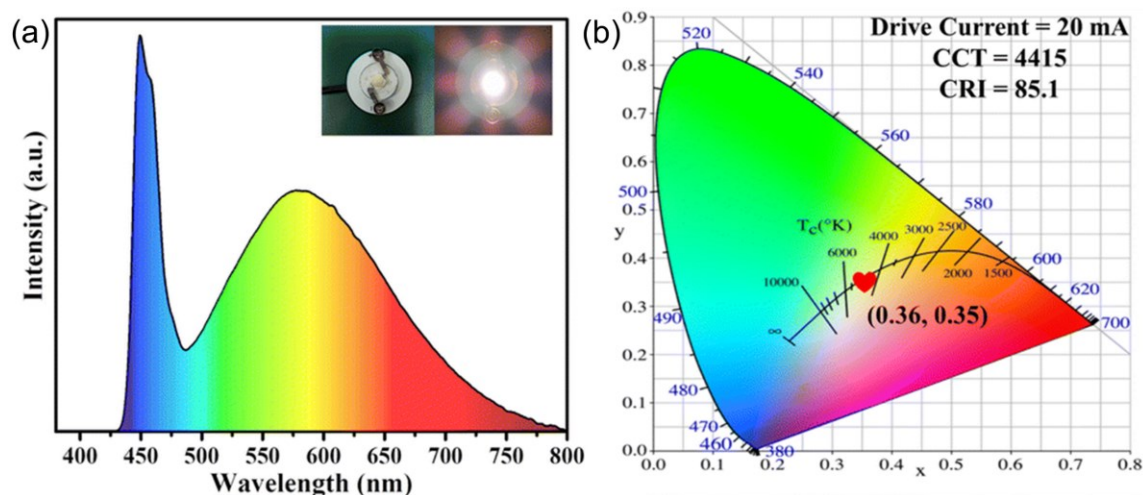 (a)
Intensity (a.u.)
400 450 500 550 600 650 700 750 800
Wavelength (nm)
(b)
Drive Current = 20 mA
CCT = 4415
CRI = 85.1
0.9
0.8
0.7
0.6
0.5
y
0.4
0.3
0.2
0.1
0.0
0.0 0.1 0.2 0.3 0.4 0.5 0.6 0.7 0.8
x
520
540
560
500
580
490
600
620
700
480
470
460
380
Tc(°K)
∞
10000
6000
4000
3000
2500
2000
1500
(0.36, 0.35)